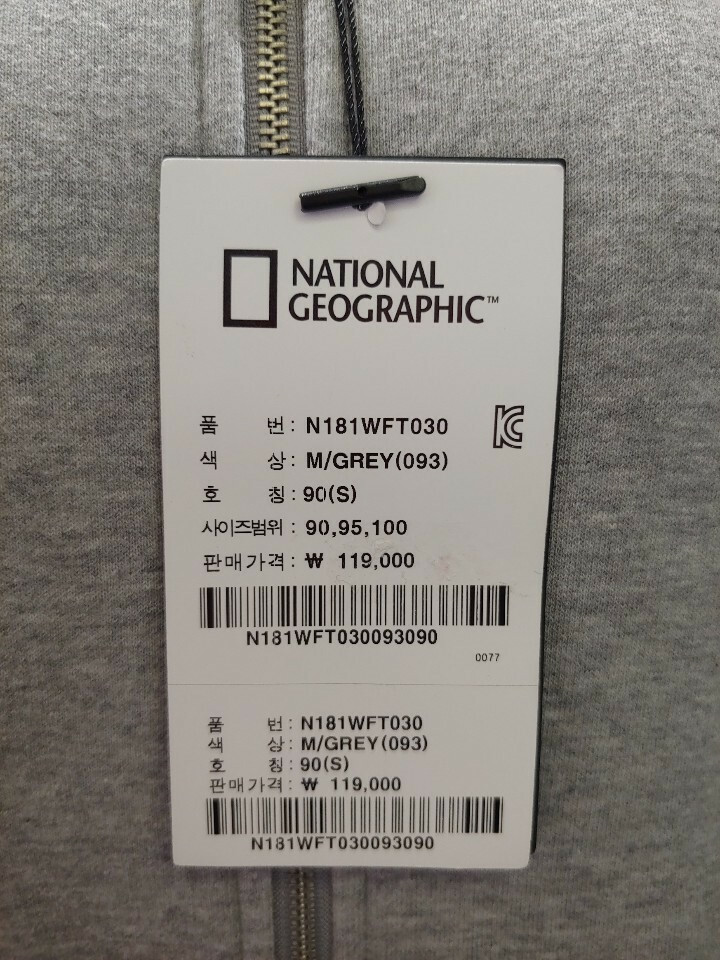 NATIONAL
GEOGRAPHIC™
품 번: N181WFT030
색 상: M/GREY(093)
호 칭: 90(S)
사이즈범위 : 90,95,100
판매가격: ₩ 119,000
N181WFT030093090
0077
품 번: N181WFT030
색 상: M/GREY(093)
호 칭: 90(S)
판매가격: ₩ 119,000
N181WFT030093090